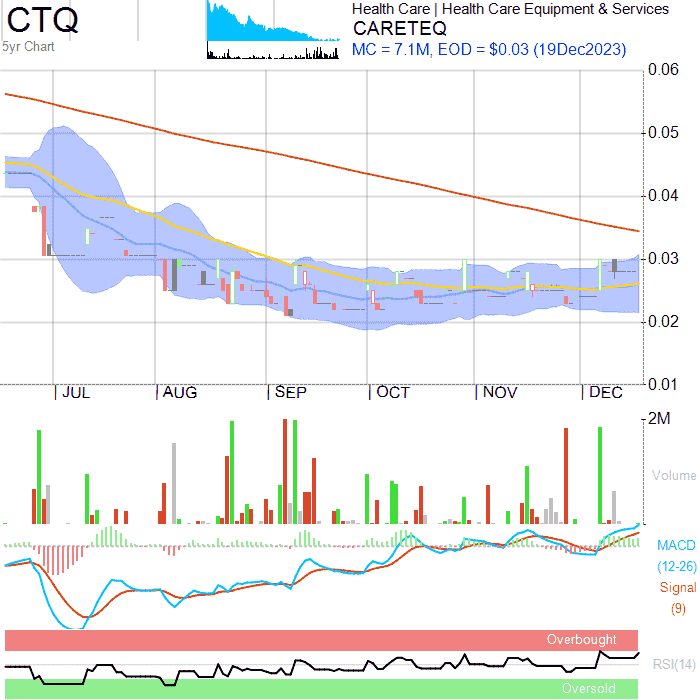 CTQ
5yr Chart
Health Care | Health Care Equipment & Services
CARETEQ
MC = 7.1M, EOD = $0.03 (19Dec2023)
0.06
0.05
0.04
0.03
0.02
0.01
JUL AUG SEP OCT NOV DEC
2M
Volume
MACD
(12-26)
Signal
(9)
Overbought
RSI(14)
Oversold